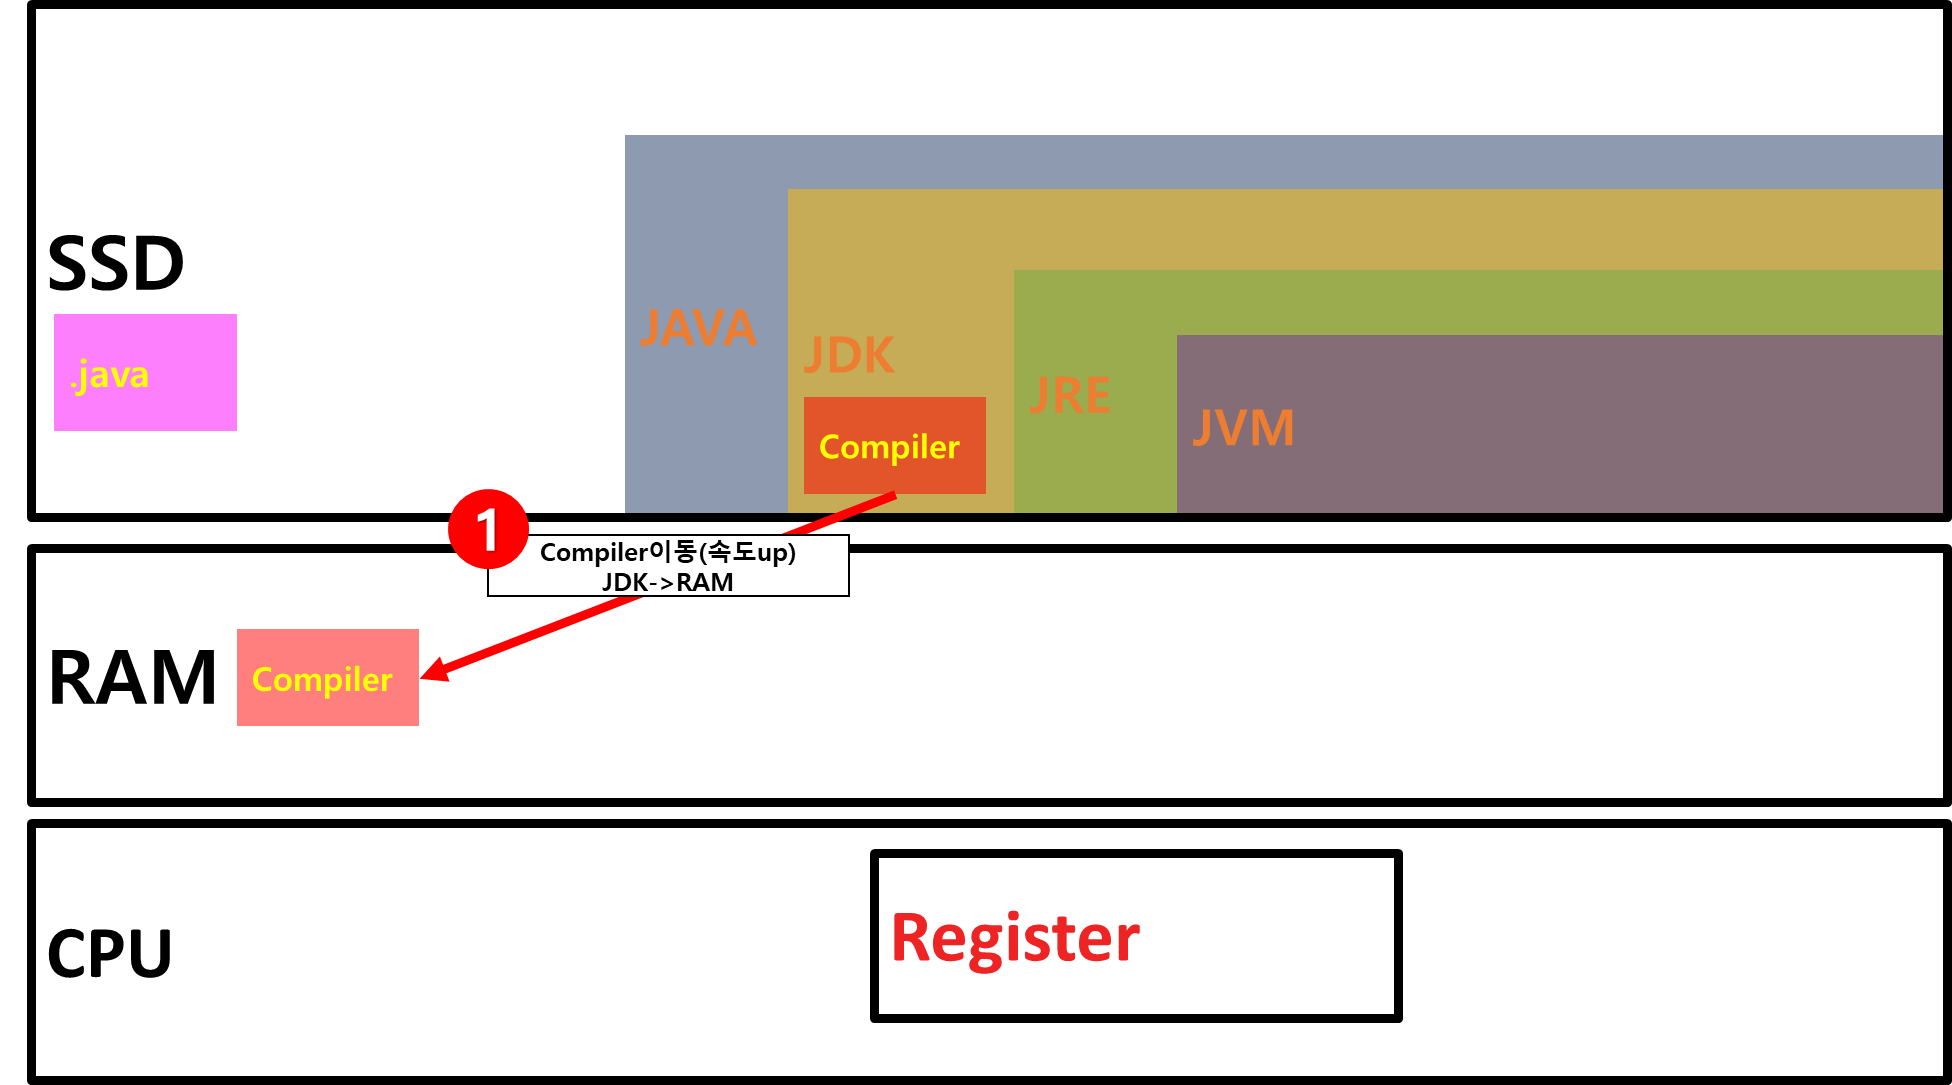 SSD
.java
JAVA
JDK
Compiler
JRE
JVM
1
Compiler이동(속도up)
JDK->RAM
RAM
Compiler
CPU
Register